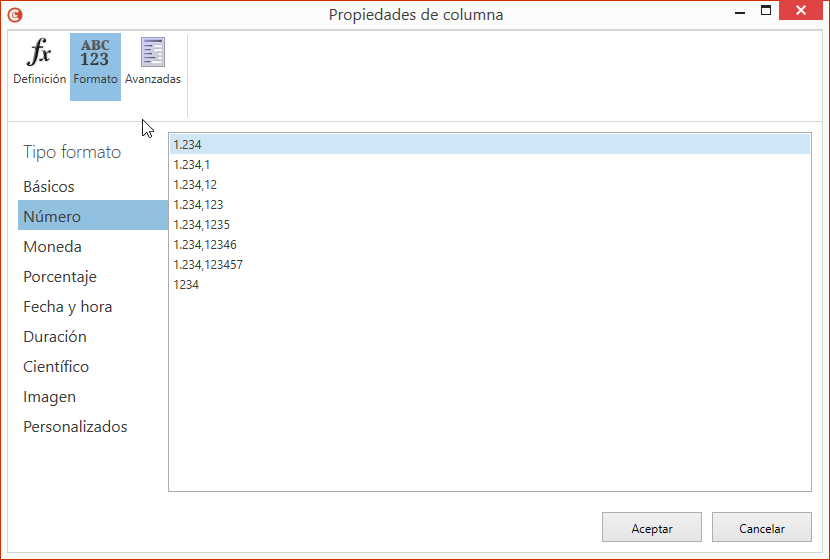 Propiedades de columna
fx
ABC
123
Definición Formato Avanzadas
Tipo formato
Básicos
Número
Moneda
Porcentaje
Fecha y hora
Duración
Científico
Imagen
Personalizados
1.234
1.234,1
1.234,12
1.234,123
1.234,1235
1.234,12346
1.234,123457
1234
Aceptar Cancelar